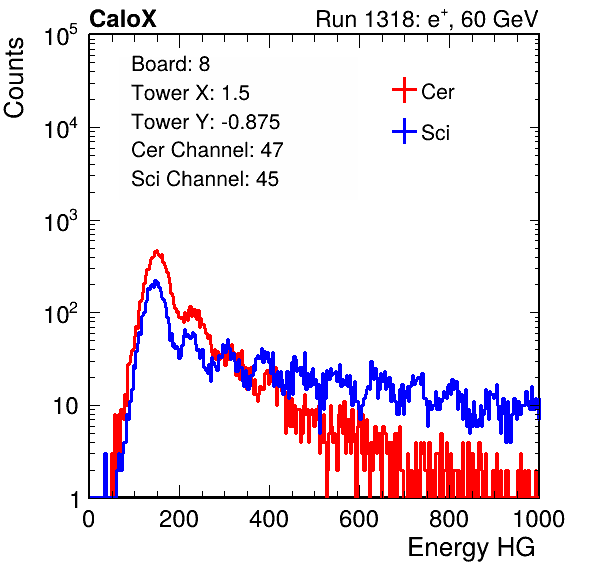 CaloX Run 1318: e⁺, 60 GeV
Counts
Board: 8
Tower X: 1.5
Tower Y: -0.875
Cer Channel: 47
Sci Channel: 45
Cer
Sci
10⁵
10⁴
10³
10²
10
1
0 200 400 600 800 1000
Energy HG